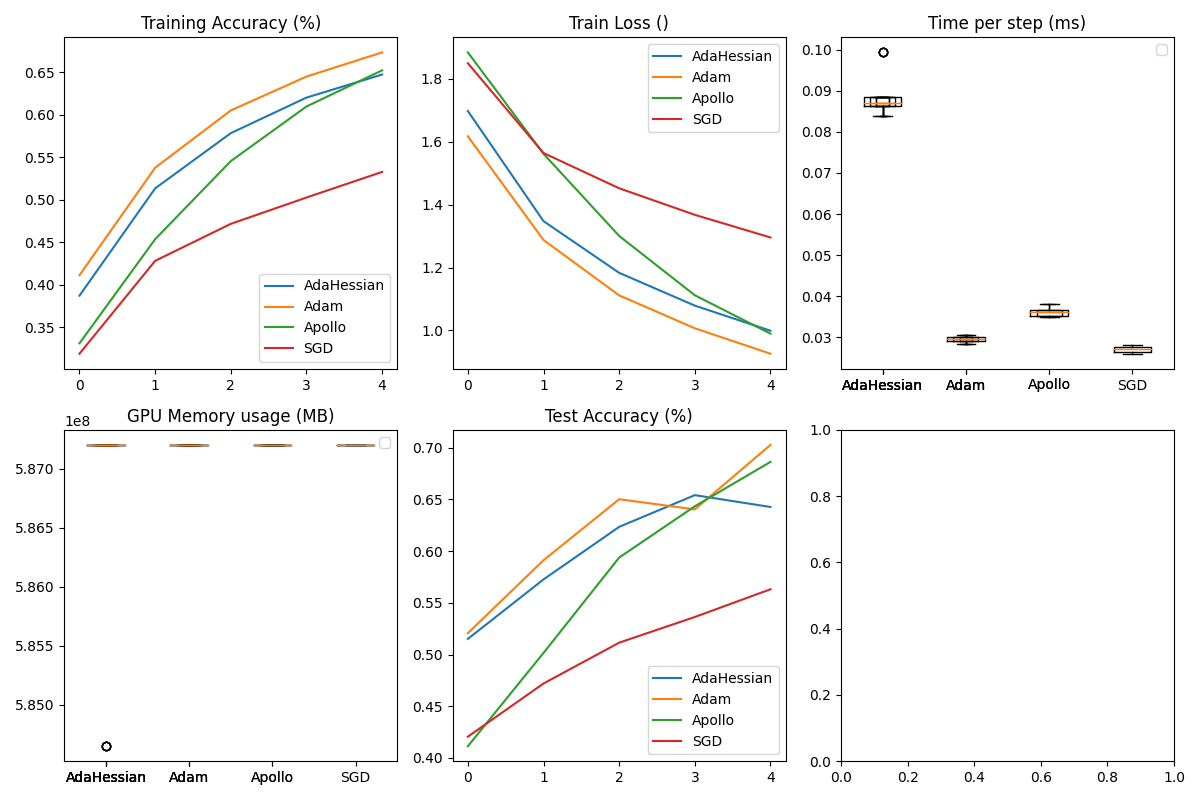 Training Accuracy (%)
0.65
0.60
0.55
0.50
0.45
0.40
0.35
AdaHessian
Adam
Apollo
SGD
0 1 2 3 4
Train Loss ()
AdaHessian
Adam
Apollo
SGD
1.8
1.6
1.4
1.2
1.0
0 1 2 3 4
Time per step (ms)
0.10
0.09
0.08
0.07
0.06
0.05
0.04
0.03
AdaHessian Adam Apollo SGD
GPU Memory usage (MB)
1e8
5.870
5.865
5.860
5.855
5.850
AdaHessian Adam Apollo SGD
Test Accuracy (%)
0.70
0.65
0.60
0.55
0.50
0.45
0.40
AdaHessian
Adam
Apollo
SGD
0 1 2 3 4
1.0
0.8
0.6
0.4
0.2
0.0
0.0 0.2 0.4 0.6 0.8 1.0